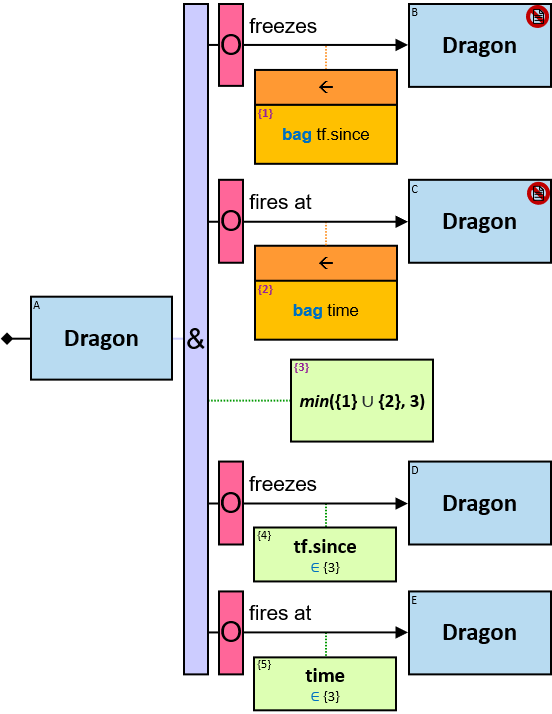 freezes
B
Dragon
O
←
{1}
bag tf.since
fires at
C
Dragon
O
←
{2}
bag time
A
Dragon
&
{3}
min({1} ∪ {2}, 3)
freezes
D
Dragon
O
{4}
tf.since
∈ {3}
fires at
E
Dragon
O
{5}
time
∈ {3}